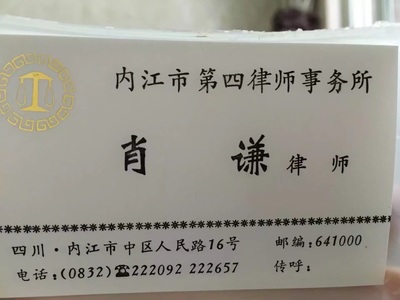 内江市第四律师事务所
肖 谦 律 师
四川·内江市中区人民路16号 邮编:641000
电话:(0832)☎222092 222657 传呼: